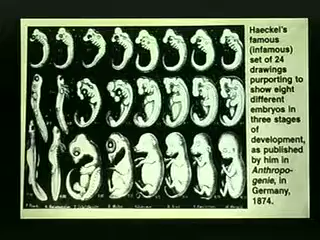 Haeckel's
famous
(infamous)
set of 24
drawings
purporting to
show eight
different
embryos in
three stages
of
development,
as published
by him in
Anthropo-
genie, in
Germany,
1874.